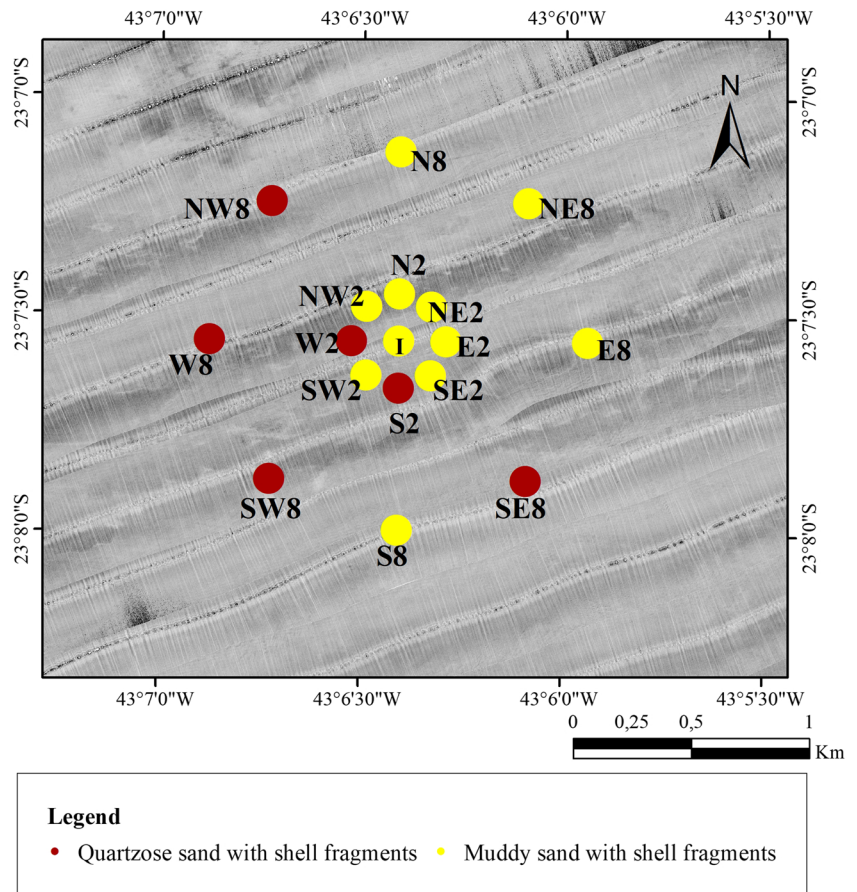 43°7'0"W 43°6'30"W 43°6'0"W 43°5'30"W
23°7'0"S 23°7'0"S
N
N8
NW8 NE8
N2
NW2 NE2
23°7'30"S 23°7'30"S
W8 W2 I E2 E8
SW2 SE2
S2
SW8 SE8
S8
23°8'0"S 23°8'0"S
43°7'0"W 43°6'30"W 43°6'0"W 43°5'30"W
0 0,25 0,5 1
Km
Legend
Quartzose sand with shell fragments Muddy sand with shell fragments